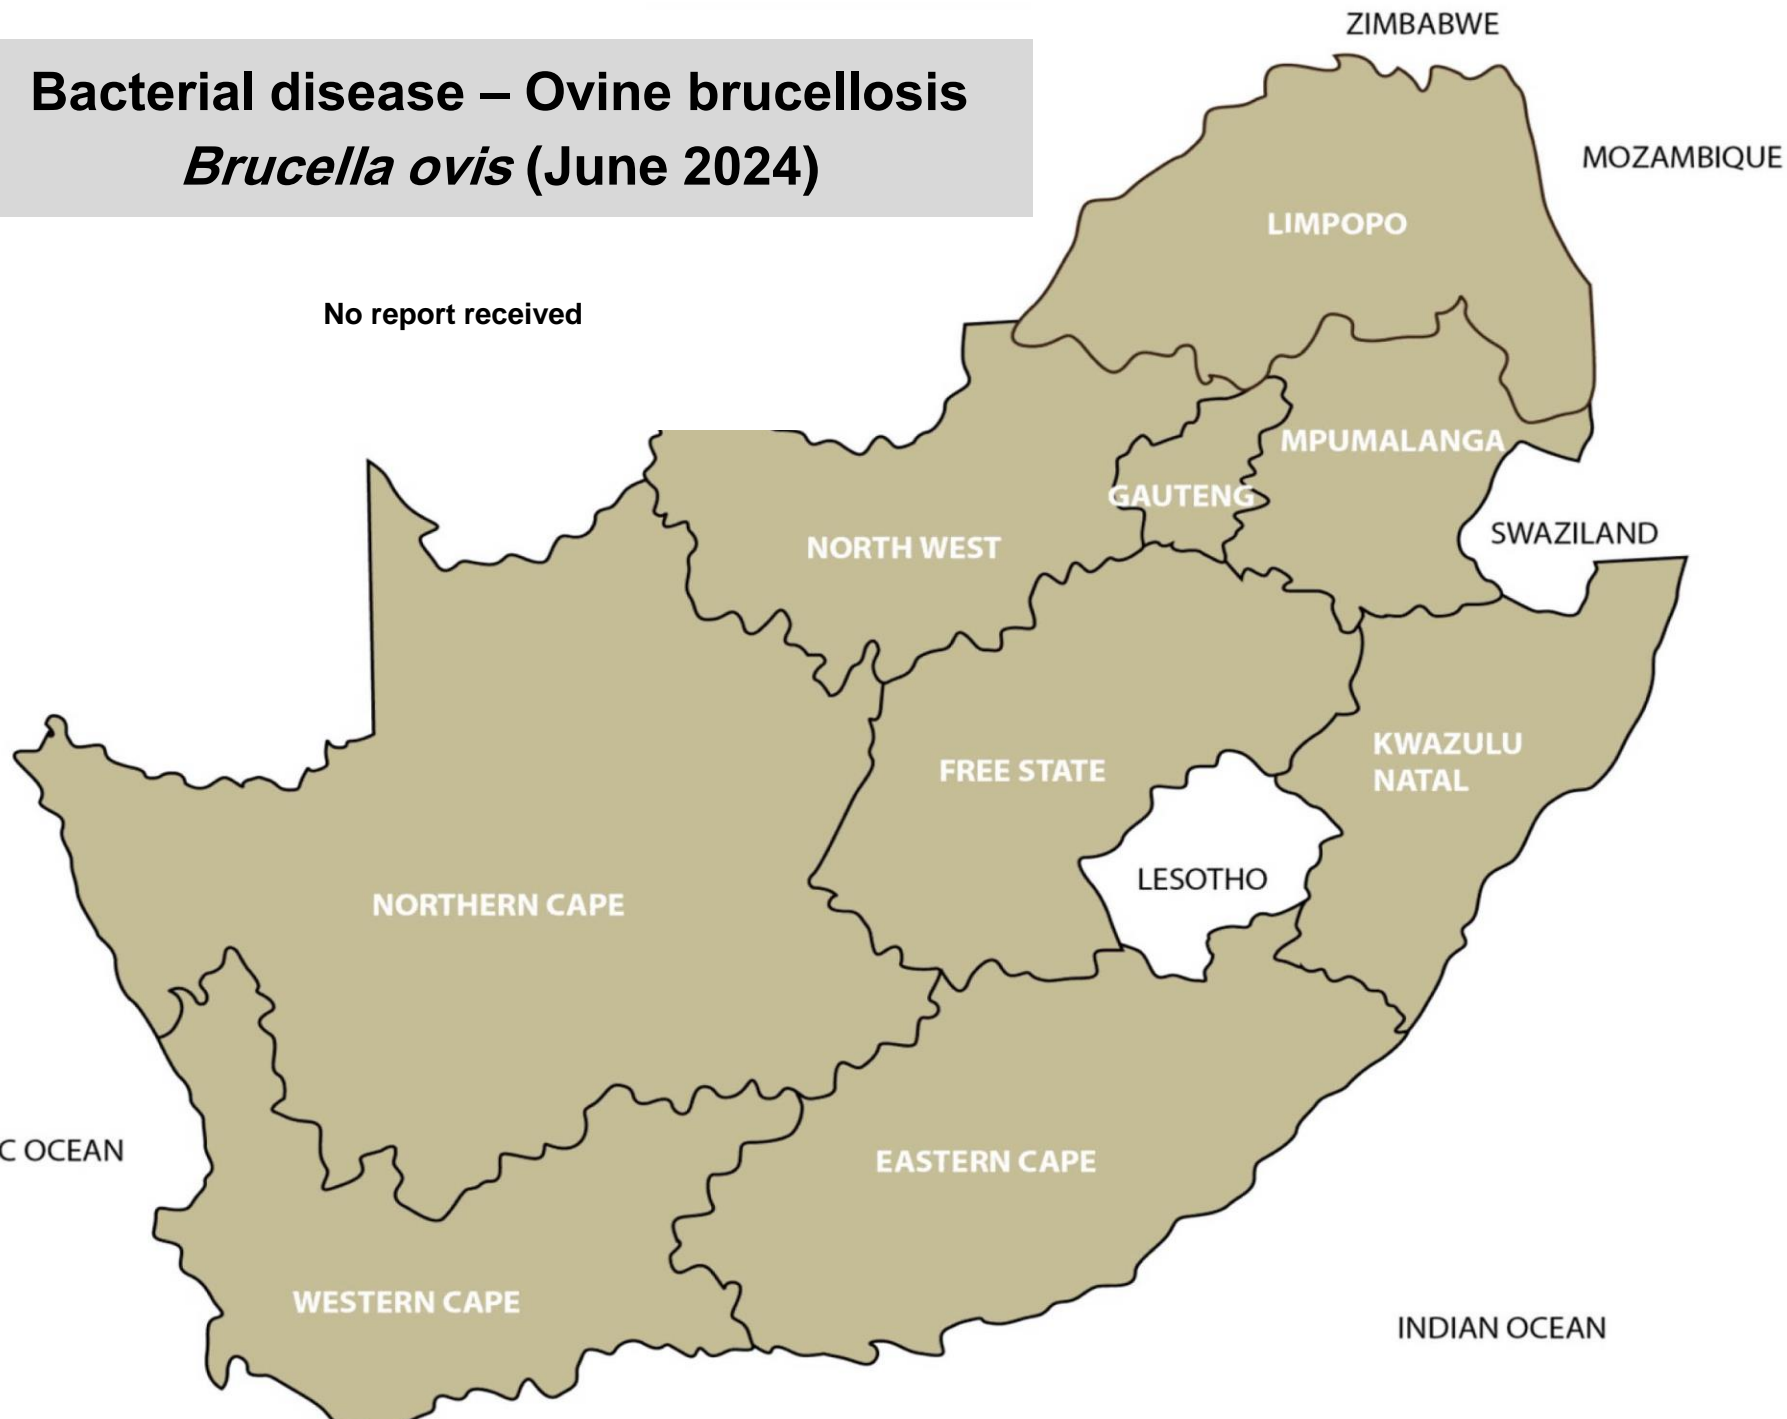 ZIMBABWE
Bacterial disease – Ovine brucellosis
Brucella ovis (June 2024)
MOZAMBIQUE
LIMPOPO
No report received
MPUMALANGA
GAUTENG
SWAZILAND
NORTH WEST
KWAZULU
NATAL
FREE STATE
LESOTHO
NORTHERN CAPE
C OCEAN
EASTERN CAPE
WESTERN CAPE
INDIAN OCEAN